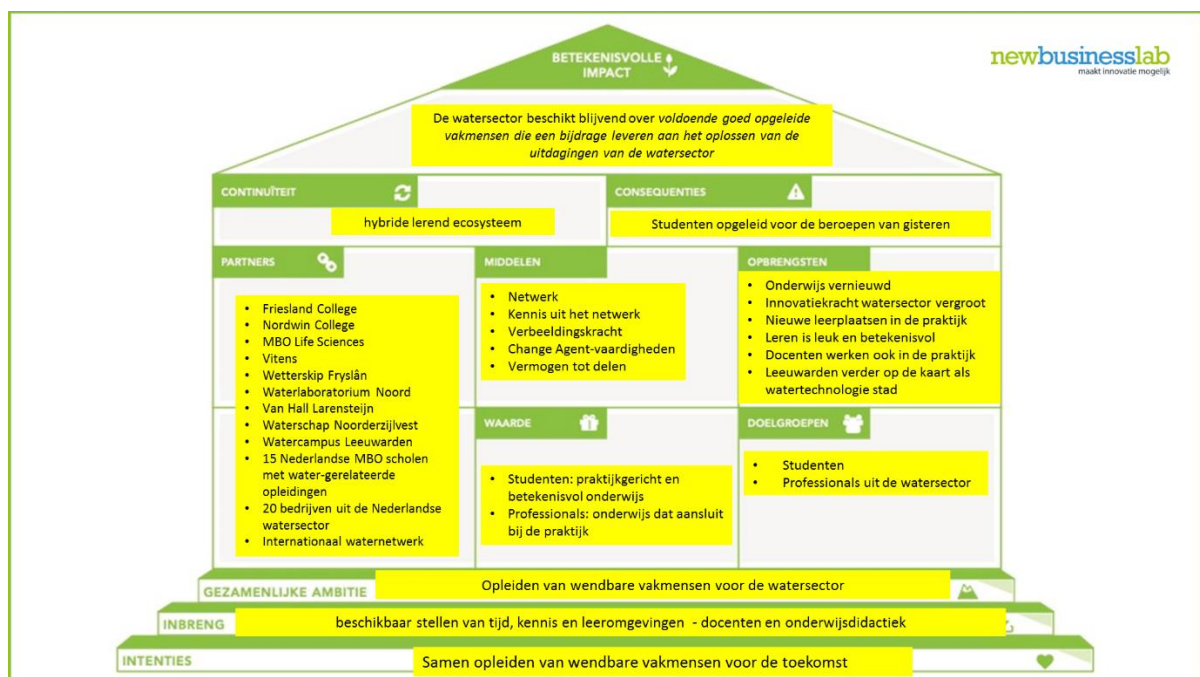 BETEKENISVOLLE
IMPACT
newbusinesslab
maakt innovatie mogelijk
De watersector beschikt blijvend over voldoende goed opgeleide
vakmensen die een bijdrage leveren aan het oplossen van de
uitdagingen van de watersector
CONTINUÏTEIT
hybride lerend ecosysteem
CONSEQUENTIES
Studenten opgeleid voor de beroepen van gisteren
PARTNERS
• Friesland College
• Nordwin College
• MBO Life Sciences
• Vitens
• Wetterskip Fryslân
• Waterlaboratorium Noord
• Van Hall Larensteijn
• Waterschap Noorderzijlvest
• Watercampus Leeuwarden
• 15 Nederlandse MBO scholen
met water-gerelateerde
opleidingen
• 20 bedrijven uit de Nederlandse
watersector
• Internationaal waternetwerk
MIDDELEN
• Netwerk
• Kennis uit het netwerk
• Verbeeldingskracht
• Change Agent-vaardigheden
• Vermogen tot delen
OPBRENGSTEN
• Onderwijs vernieuwd
• Innovatiekracht watersector vergroot
• Nieuwe leerplaatsen in de praktijk
• Leren is leuk en betekenisvol
• Docenten werken ook in de praktijk
• Leeuwarden verder op de kaart als
watertechnologie stad
WAARDE
• Studenten: praktijkgericht en
betekenisvol onderwijs
• Professionals: onderwijs dat aansluit
bij de praktijk
DOELGROEPEN
• Studenten
• Professionals uit de watersector
GEZAMENLIJKE AMBITIE
Opleiden van wendbare vakmensen voor de watersector
INBRENG
beschikbaar stellen van tijd, kennis en leeromgevingen - docenten en onderwijsdidactiek
INTENTIES
Samen opleiden van wendbare vakmensen voor de toekomst